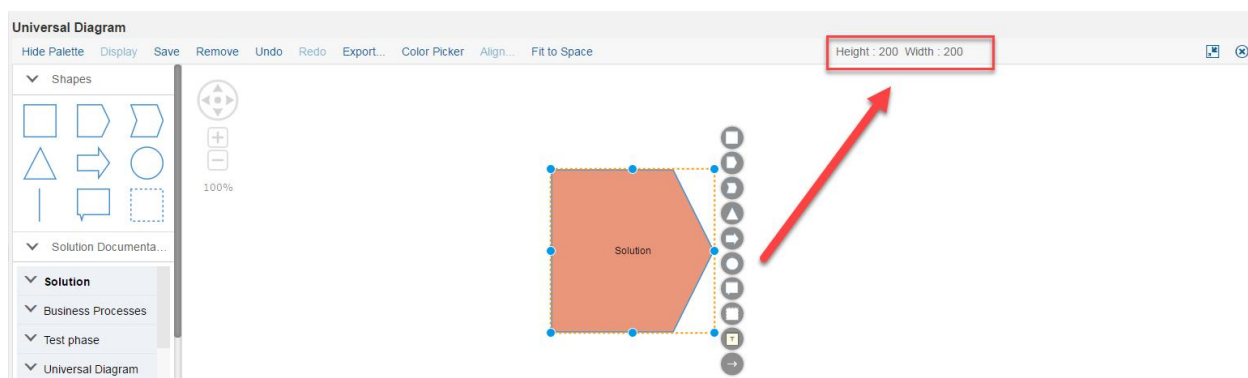 Universal Diagram
Hide Palette Display Save Remove Undo Redo Export... Color Picker Align... Fit to Space Height : 200 Width : 200
Shapes
100%
Solution Documenta...
Solution
Solution
Business Processes
Test phase
Universal Diagram
T